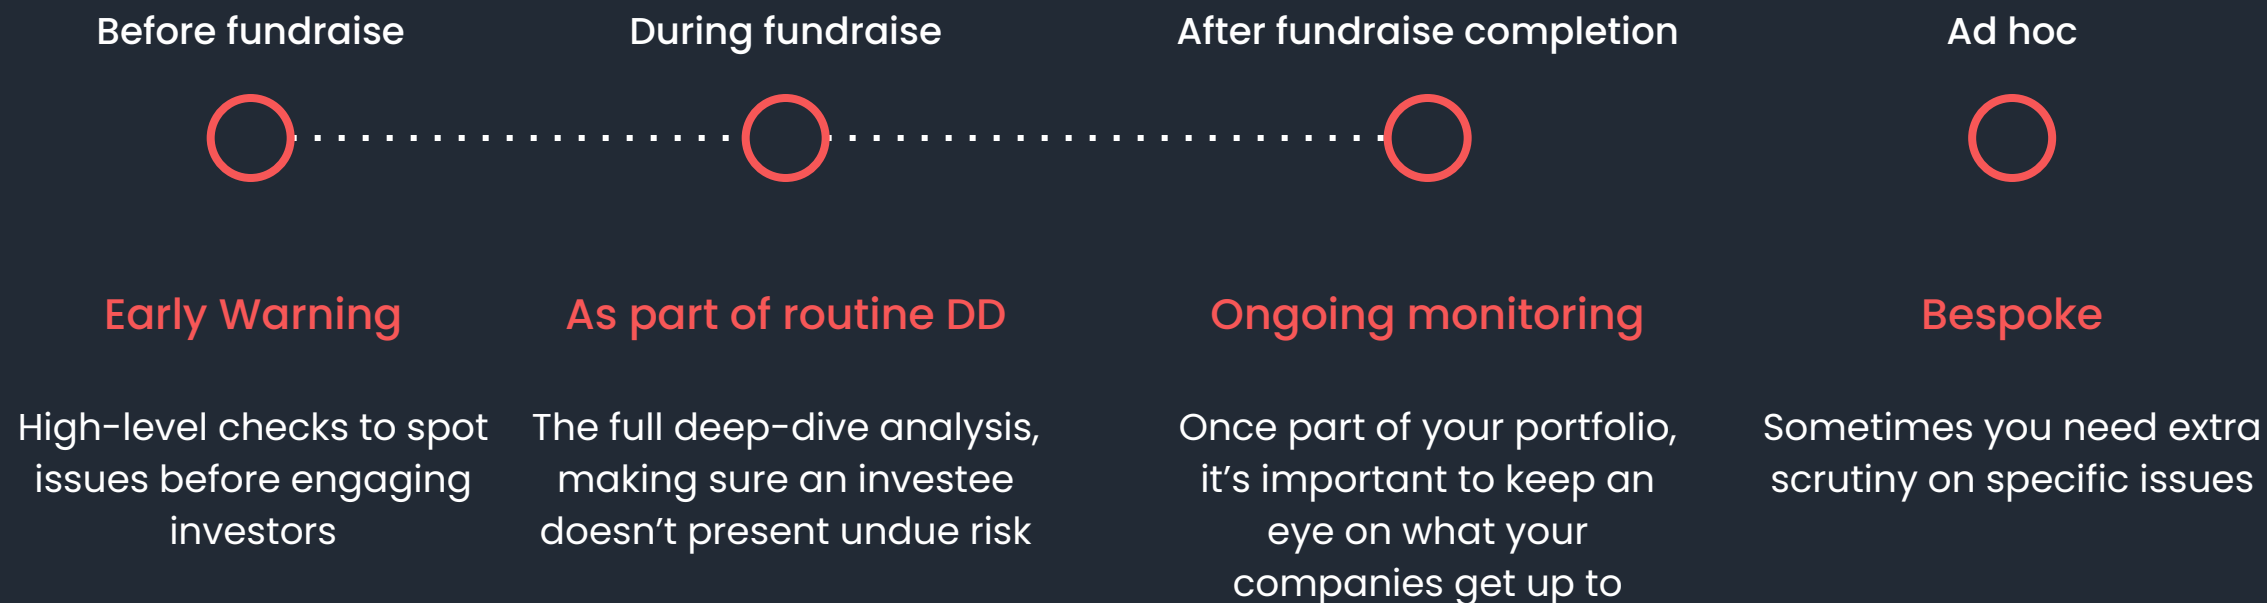 Before fundraise
During fundraise
After fundraise completion
Ad hoc
Early Warning
As part of routine DD
Ongoing monitoring
Bespoke
High-level checks to spot
issues before engaging
investors
The full deep-dive analysis,
making sure an investee
doesn’t present undue risk
Once part of your portfolio,
it’s important to keep an
eye on what your
companies get up to
Sometimes you need extra
scrutiny on specific issues